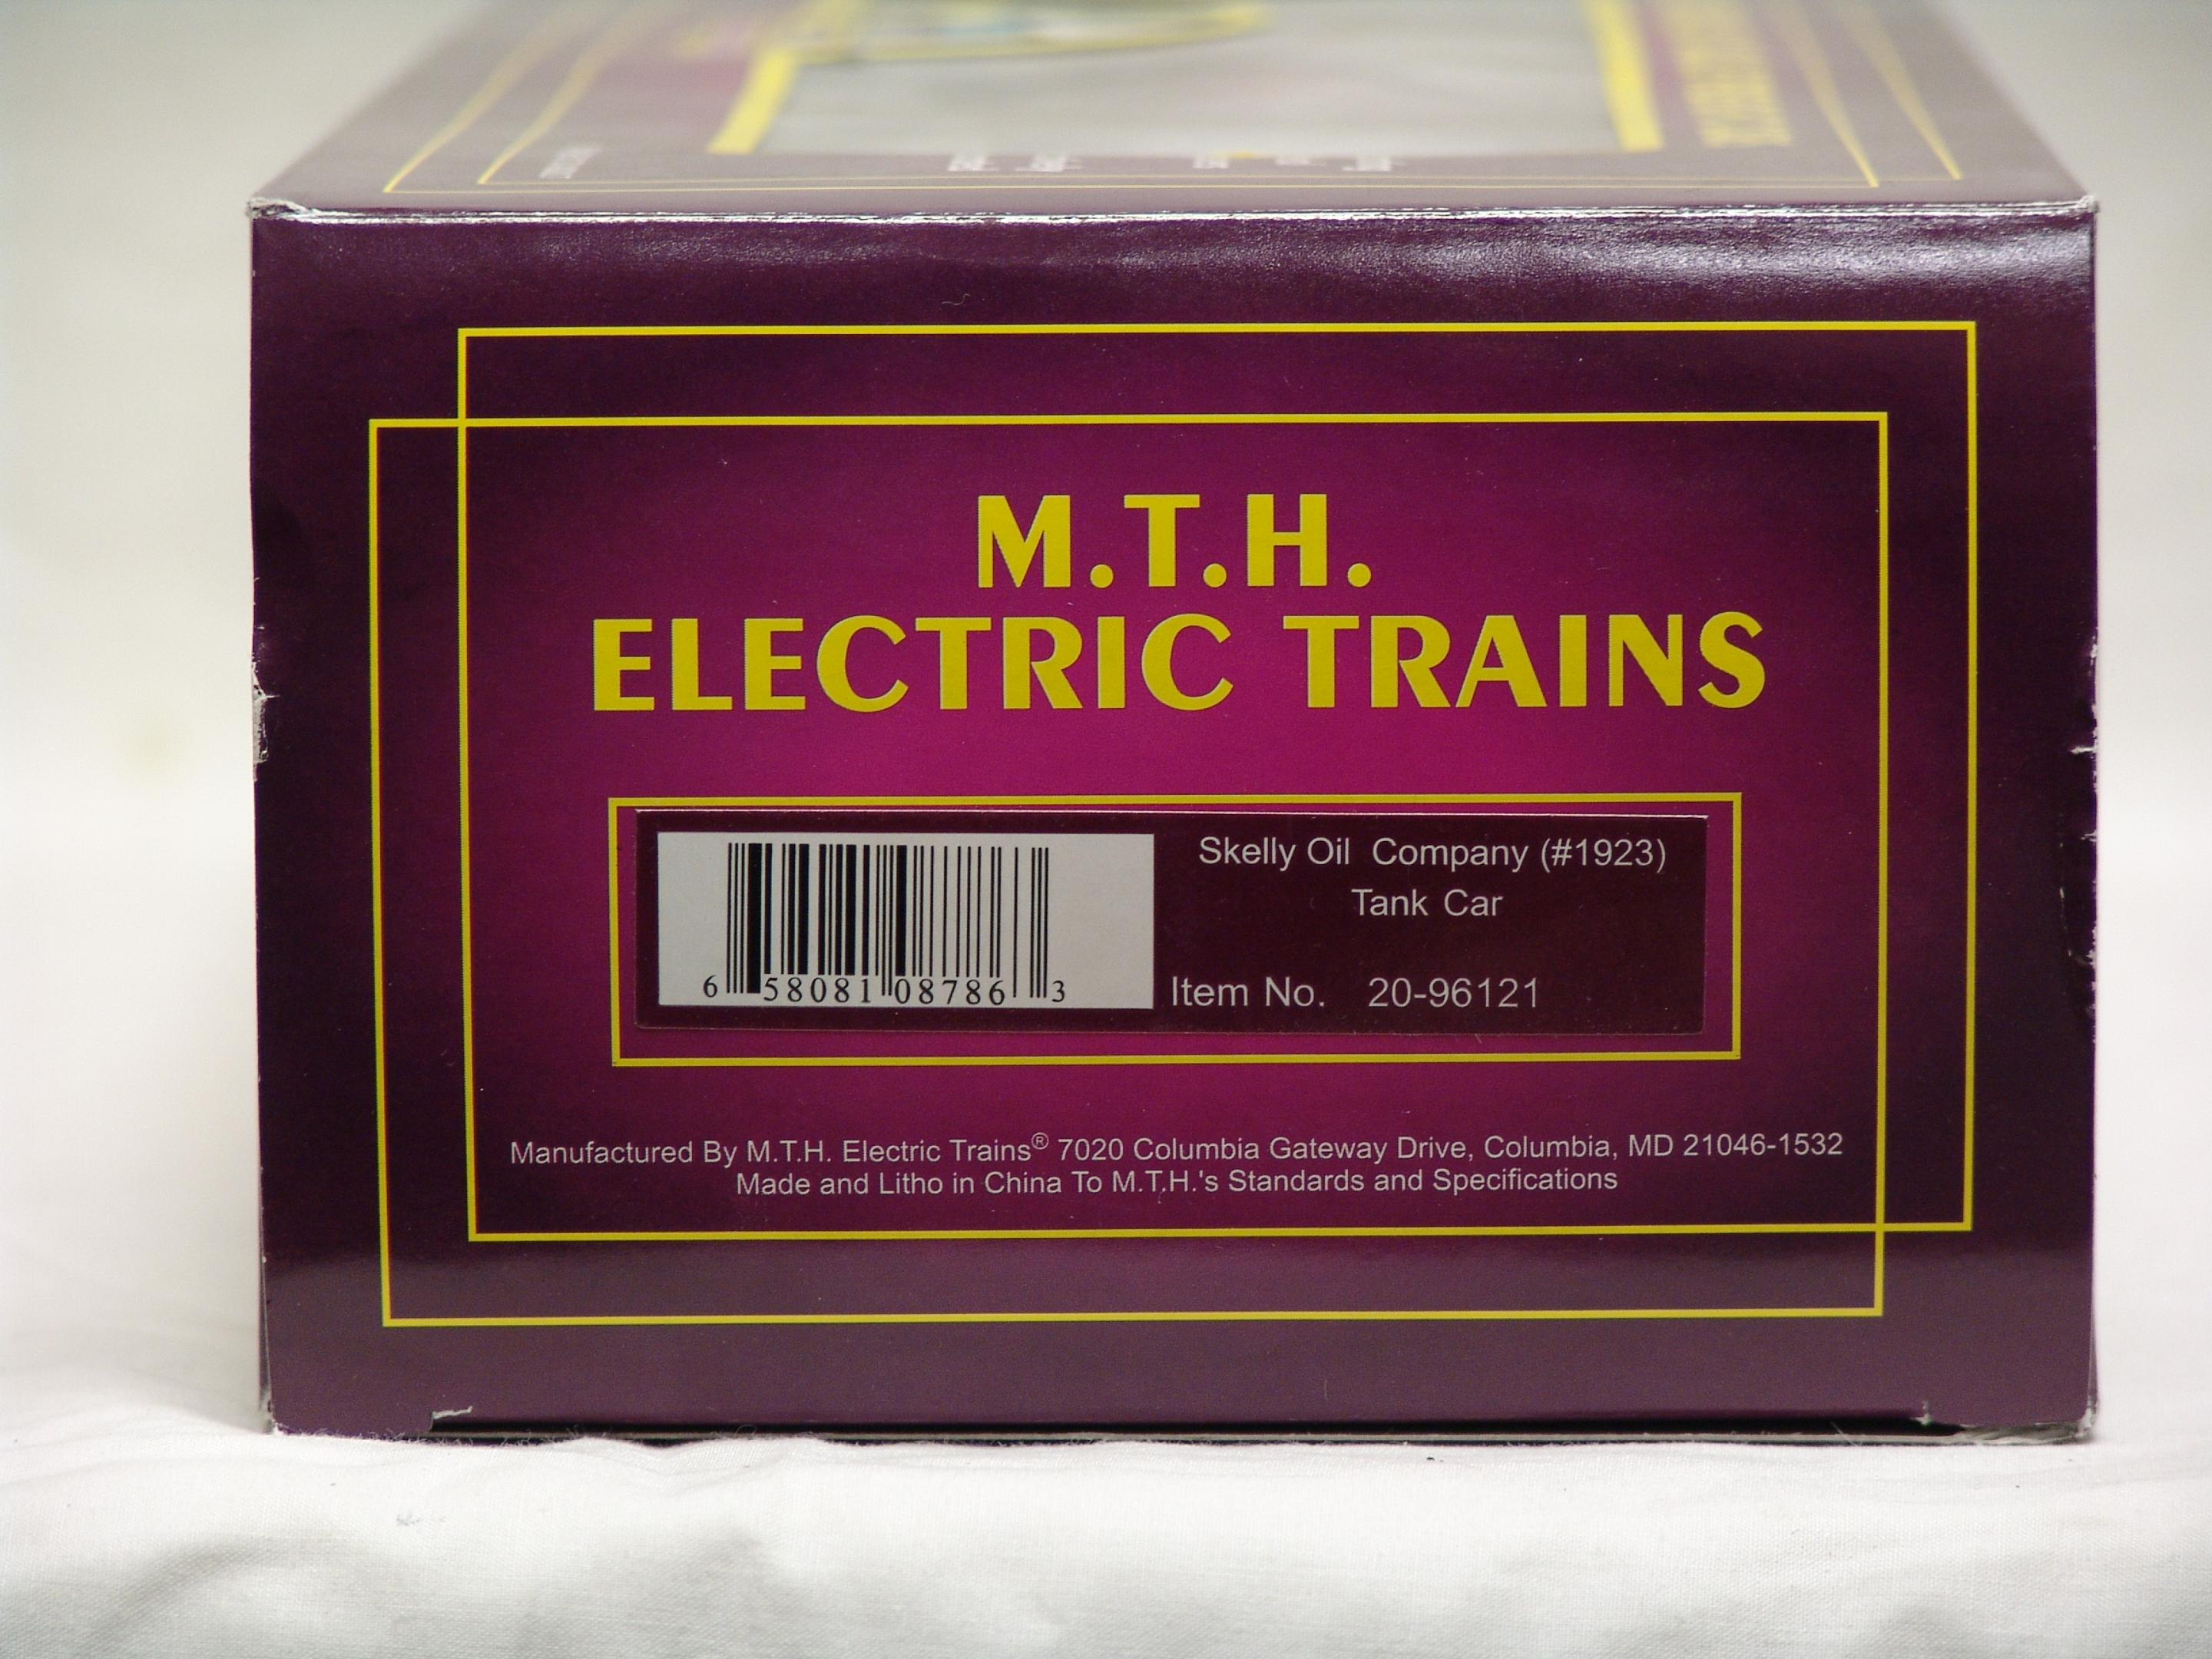 M.T.H.
ELECTRIC TRAINS
Skelly Oil Company (#1923)
Tank Car
6 58081 08786 3
Item No. 20-96121
Manufactured By M.T.H. Electric Trains® 7020 Columbia Gateway Drive, Columbia, MD 21046-1532
Made and Litho in China To M.T.H.'s Standards and Specifications